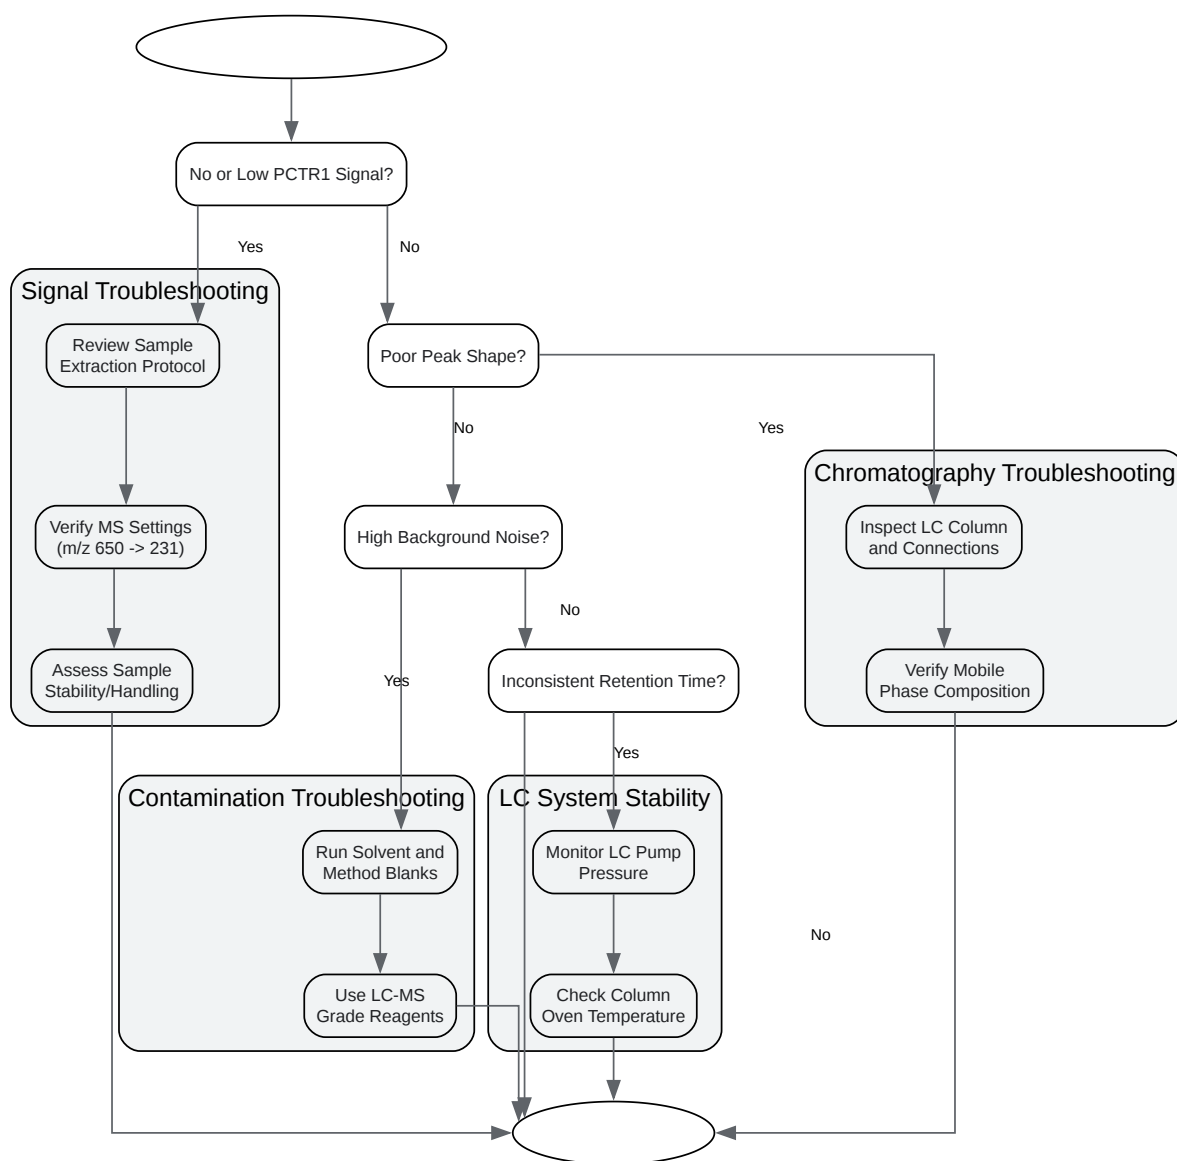 No or Low PCTR1 Signal?
Yes
No
Signal Troubleshooting
Review Sample
Extraction Protocol
Poor Peak Shape?
No
Yes
Chromatography Troubleshooting
Verify MS Settings
(m/z 650 -> 231)
High Background Noise?
Inspect LC Column
and Connections
No
Assess Sample
Stability/Handling
Yes
Inconsistent Retention Time?
Verify Mobile
Phase Composition
Yes
Contamination Troubleshooting
LC System Stability
Run Solvent and
Method Blanks
Monitor LC Pump
Pressure
No
Use LC-MS
Grade Reagents
Check Column
Oven Temperature